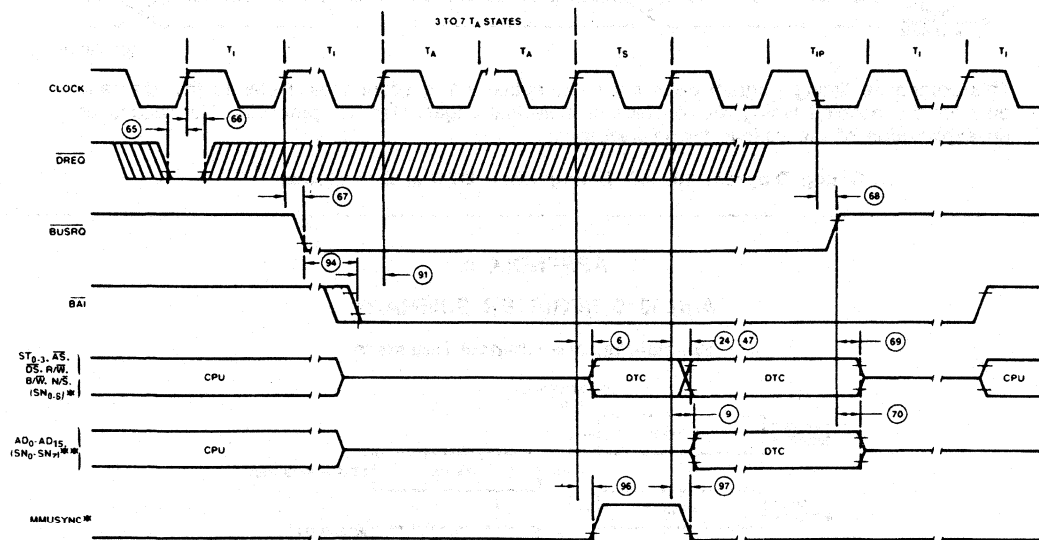 3 TO 7 TA STATES
TI TI TA TA TS TIP TI TI
CLOCK
65 66
DREQ
67 68
BUSRQ
94 91
BAI
6 24 47 69
ST0-3, AS,
DS, R/W,
B/W, N/S,
(SN0-6)*
CPU DTC DTC CPU
9 70
AD0-AD15,
(SN0-SN7)**
CPU DTC
96 97
MMUSYNC*